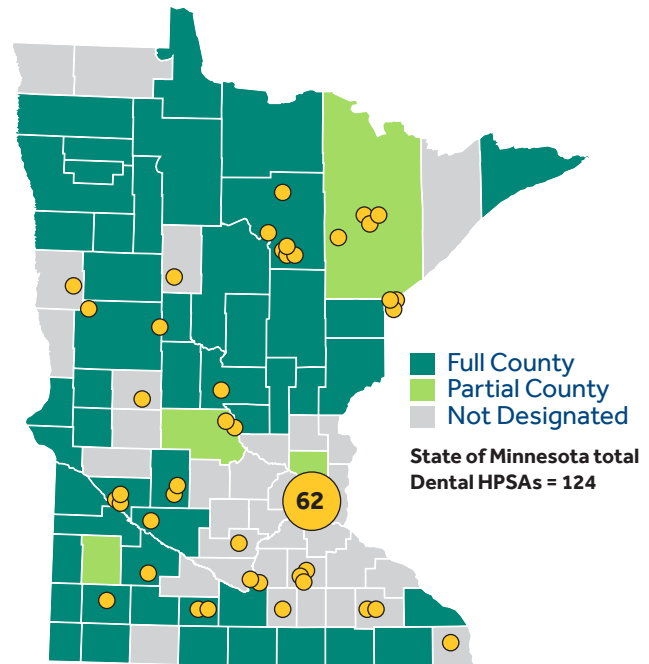 Full County
Partial County
Not Designated
State of Minnesota total
Dental HPSAs = 124
62